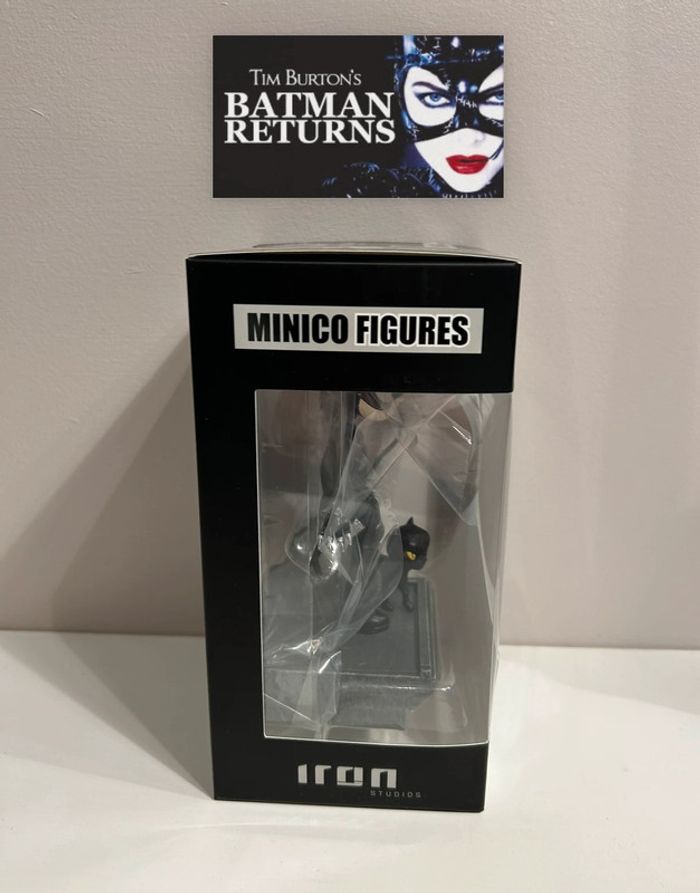 TIM BURTON'S
BATMAN
RETURNS
MINICO FIGURES
IRON
STUDIOS